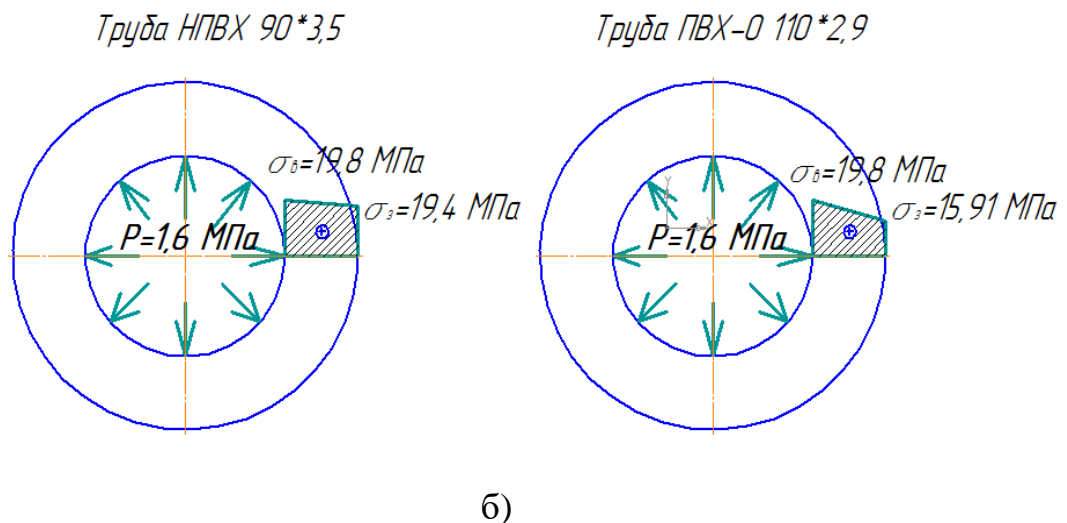 Труба НПВХ 90*3,5
Труба ПВХ-О 110*2,9
σв=19,8 МПа
σз=19,4 МПа
P=1,6 МПа
σв=19,8 МПа
σз=15,91 МПа
P=1,6 МПа
Y
X
б)